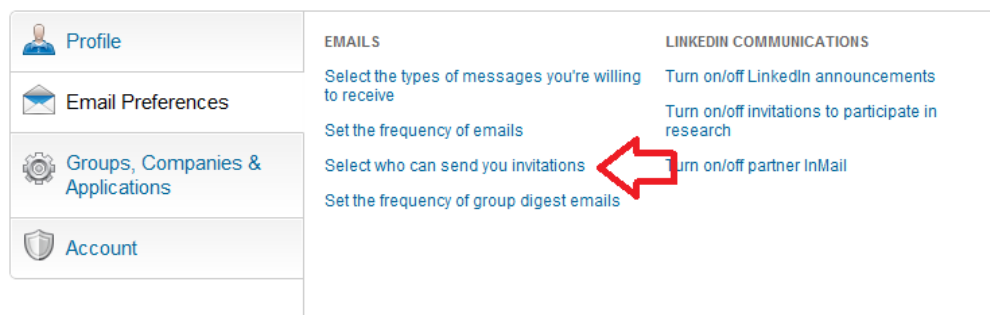 Profile
Email Preferences
Groups, Companies &
Applications
Account
EMAILS
Select the types of messages you're willing
to receive
Set the frequency of emails
Select who can send you invitations
Set the frequency of group digest emails
LINKEDIN COMMUNICATIONS
Turn on/off LinkedIn announcements
Turn on/off invitations to participate in
research
Turn on/off partner InMail